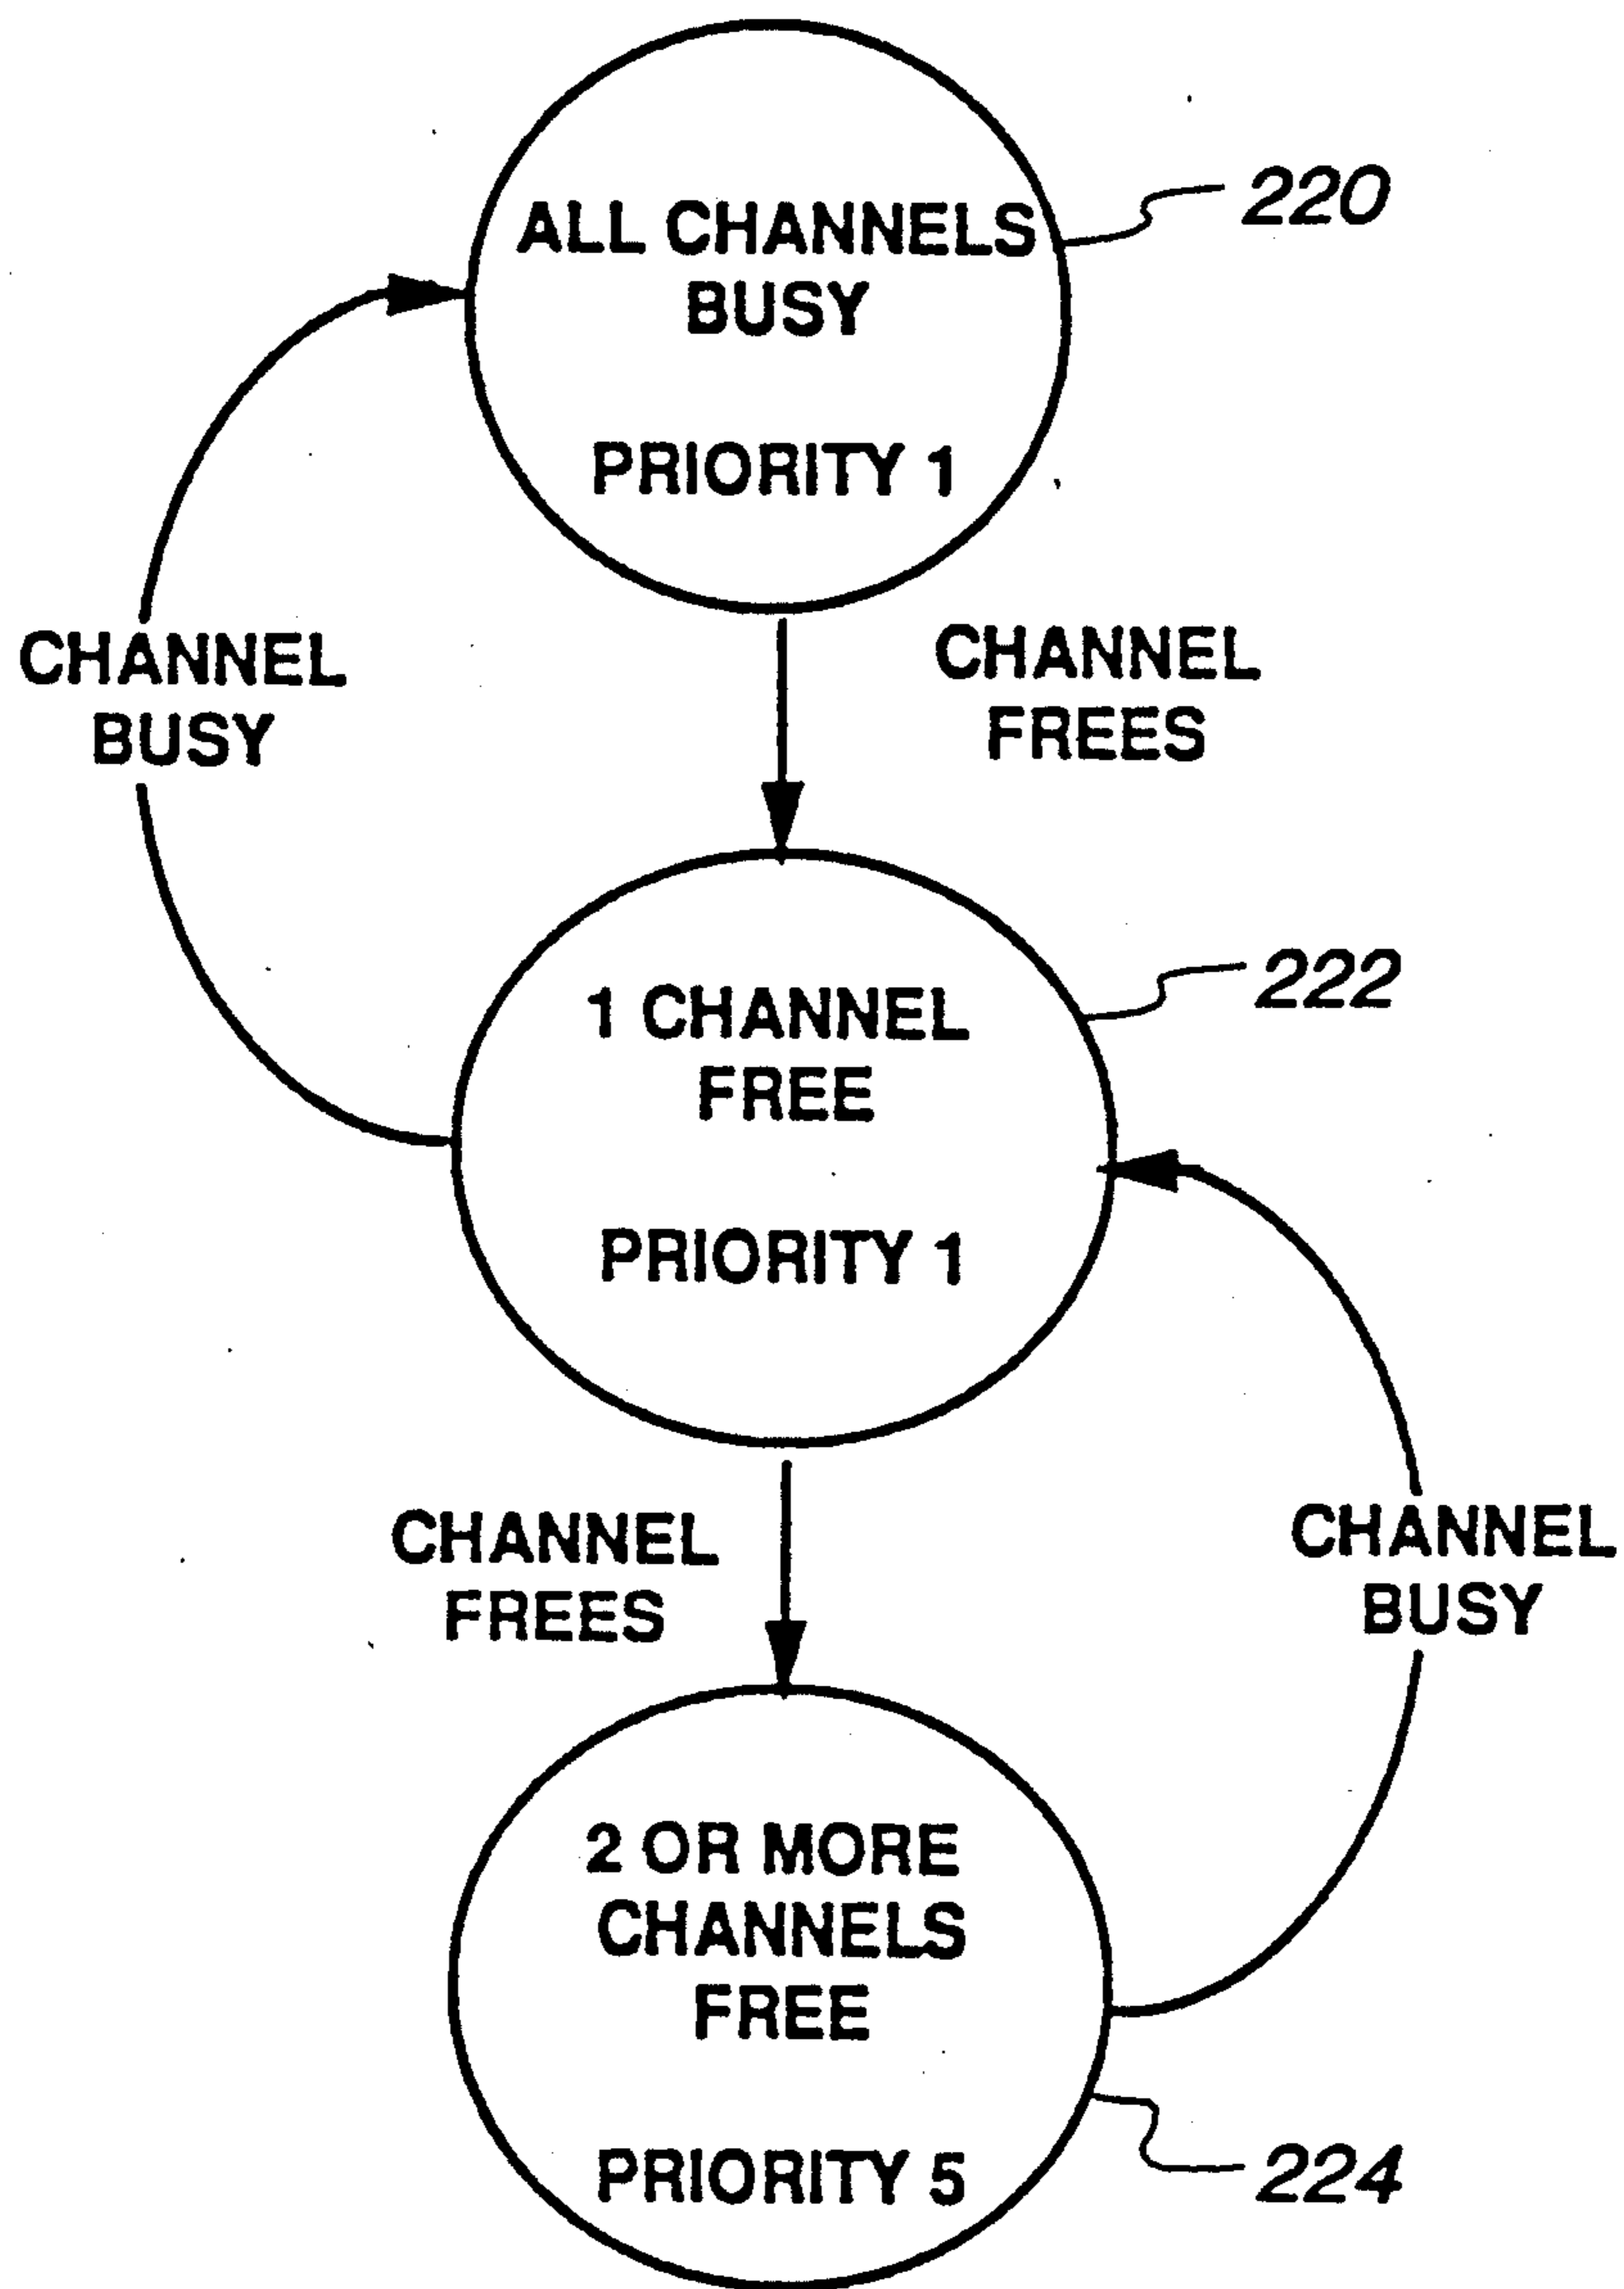 ALL CHANNELS
BUSY
PRIORITY 1
220
CHANNEL
BUSY
CHANNEL
FREES
1 CHANNEL
FREE
PRIORITY 1
222
CHANNEL
FREES
CHANNEL
BUSY
2 OR MORE
CHANNELS
FREE
PRIORITY 5
224